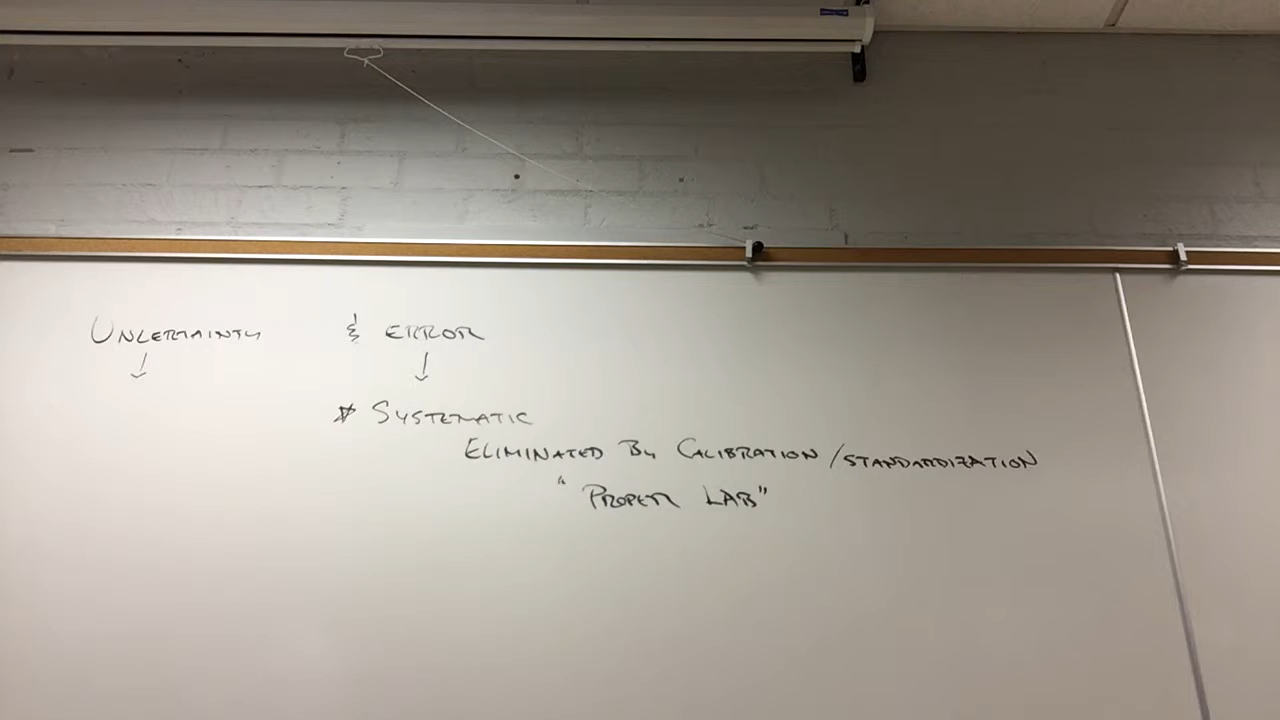 UNCERTAINTY & ERROR
↓ ↓
* SYSTEMATIC
ELIMINATED BY CALIBRATION/STANDARDIZATION
"PROPER LAB"